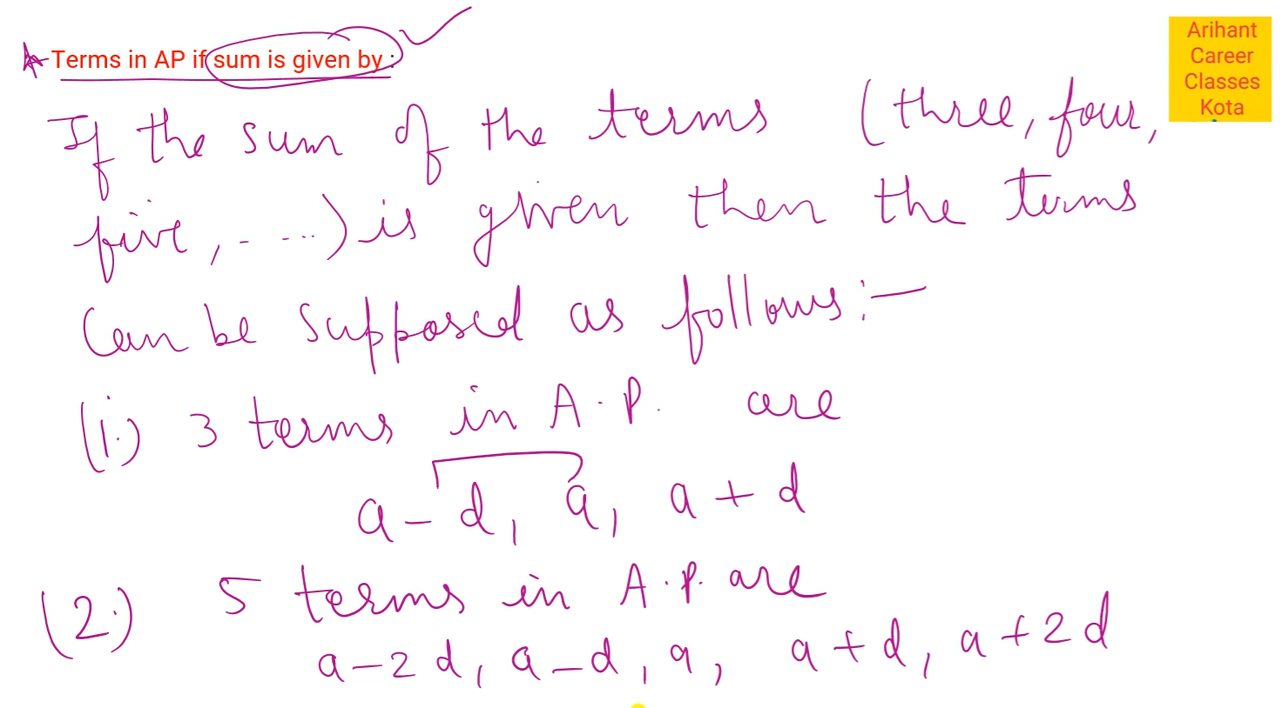 Terms in AP if sum is given by :
Arihant
Career
Classes
Kota
If the sum of the terms (three, four,
five, - ....) is given then the terms
Can be supposed as follows :-
(i.) 3 terms in A.P. are
a-d, a, a+d
(2.) 5 terms in A.P. are
a-2d, a-d, a, a+d, a+2d